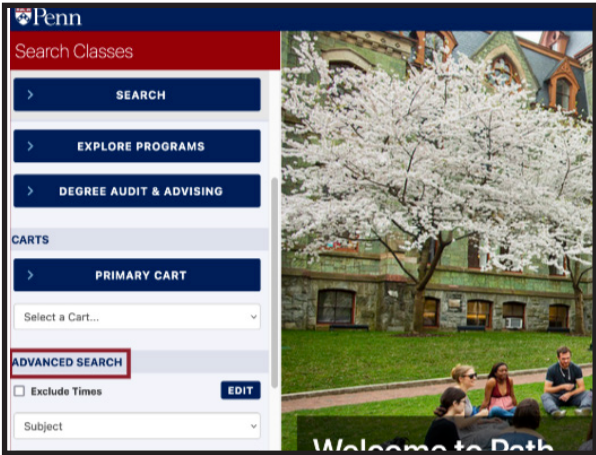 Penn
Search Classes
SEARCH
EXPLORE PROGRAMS
DEGREE AUDIT & ADVISING
CARTS
PRIMARY CART
Select a Cart...
ADVANCED SEARCH
Exclude Times
EDIT
Subject
Welcome to Path